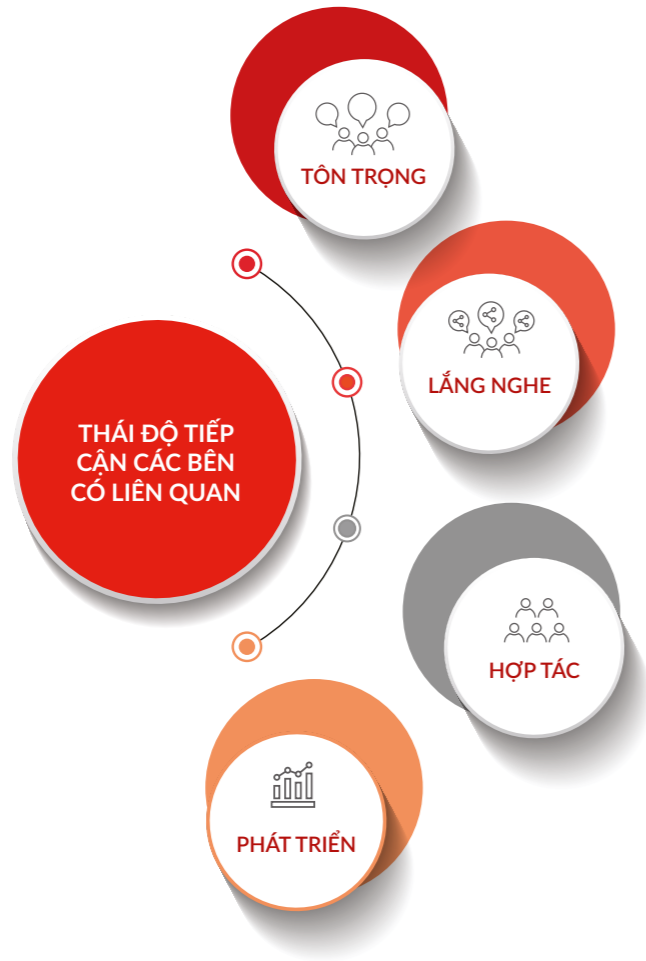 TÔN TRỌNG
LẮNG NGHE
THÁI ĐỘ TIẾP
CẬN CÁC BÊN
CÓ LIÊN QUAN
HỢP TÁC
PHÁT TRIỂN